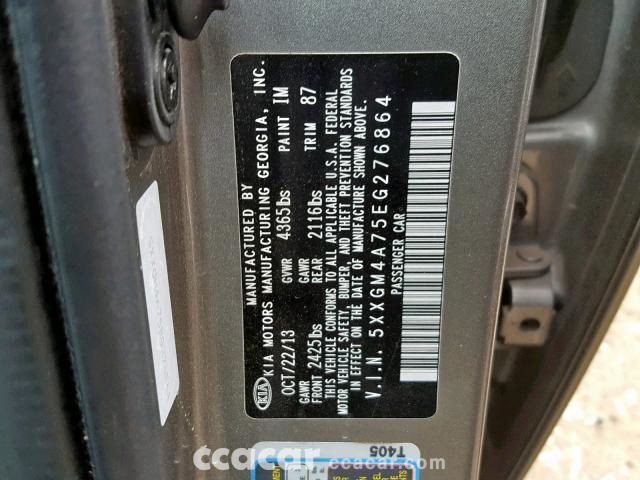 KIA
MANUFACTURED BY
KIA MOTORS MANUFACTURING GEORGIA, INC.
OCT/22/13 GVWR 4365lbs PAINT IM
GAWR FRONT 2425lbs GAWR REAR 2116lbs TRIM 87
THIS VEHICLE CONFORMS TO ALL APPLICABLE U.S.A. FEDERAL
MOTOR VEHICLE SAFETY, BUMPER, AND THEFT PREVENTION STANDARDS
IN EFFECT ON THE DATE OF MANUFACTURE SHOWN ABOVE.
V.I.N. 5XXGM4A75EG276864
PASSENGER CAR
T405
ccacar ccacar.com